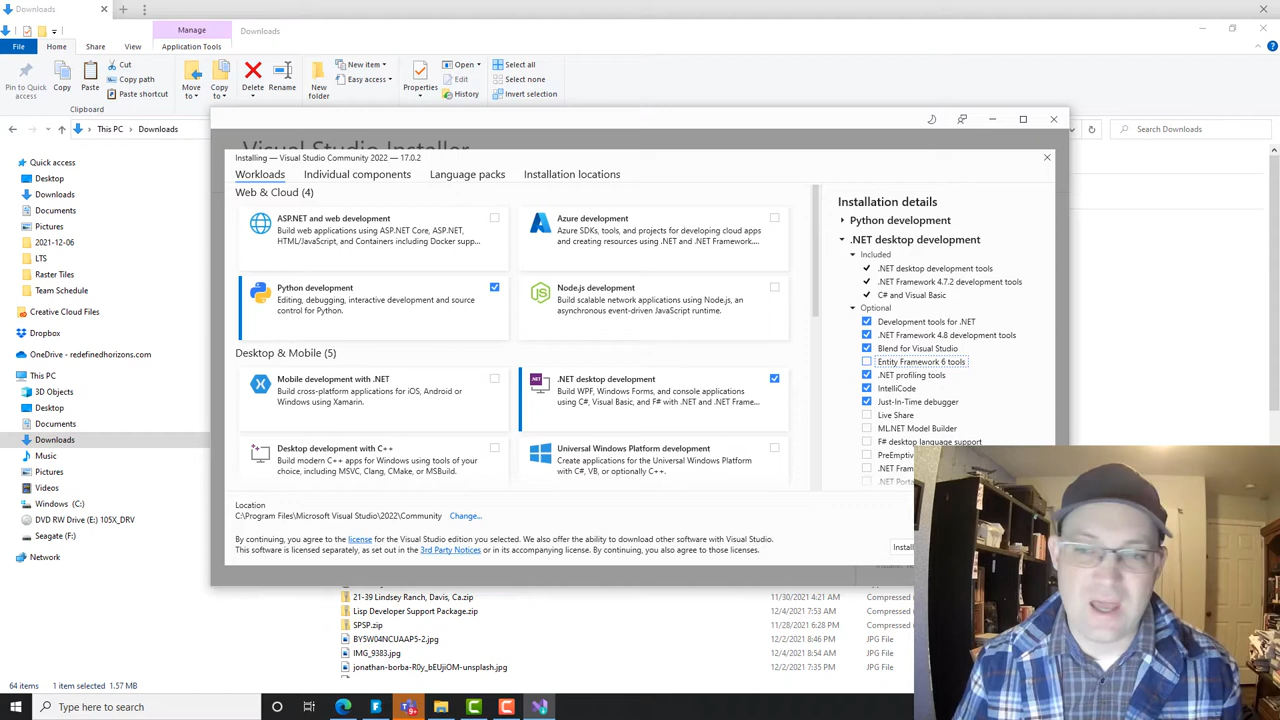 Downloads
Manage
Downloads
File
Home
Share
View
Application Tools
Pin to Quick access
Copy
Paste
Cut
Copy path
Paste shortcut
Clipboard
Move to
Copy to
Delete
Rename
New folder
New item
Easy access
Properties
Open
Edit
History
Select all
Select none
Invert selection
This PC
Downloads
Search Downloads
Quick access
Desktop
Downloads
Documents
Pictures
2021-12-06
LTS
Raster Tiles
Team Schedule
Creative Cloud Files
Dropbox
OneDrive - redefinedhorizons.com
This PC
3D Objects
Desktop
Documents
Downloads
Music
Pictures
Videos
Windows (C:)
DVD RW Drive (E:) 105X_DRV
Seagate (F:)
Network
Visual Studio Installer
Installing — Visual Studio Community 2022 — 17.0.2
Workloads
Individual components
Language packs
Installation locations
Web & Cloud (4)
ASP.NET and web development
Build web applications using ASP.NET Core, ASP.NET,
HTML/JavaScript, and Containers including Docker supp...
Azure development
Azure SDKs, tools, and projects for developing cloud apps
and creating resources using .NET and .NET Framework....
Python development
Editing, debugging, interactive development and source
control for Python.
Node.js development
Build scalable network applications using Node.js, an
asynchronous event-driven JavaScript runtime.
Desktop & Mobile (5)
Mobile development with .NET
Build cross-platform applications for iOS, Android or
Windows using Xamarin.
.NET desktop development
Build WPF, Windows Forms, and console applications
using C#, Visual Basic, and F# with .NET and .NET Frame...
Desktop development with C++
Build modern C++ apps for Windows using tools of your
choice, including MSVC, Clang, CMake, or MSBuild.
Universal Windows Platform development
Create applications for the Universal Windows Platform
with C#, VB, or optionally C++.
Installation details
Python development
.NET desktop development
Included
.NET desktop development tools
.NET Framework 4.7.2 development tools
C# and Visual Basic
Optional
Development tools for .NET
.NET Framework 4.8 development tools
Blend for Visual Studio
Entity Framework 6 tools
.NET profiling tools
IntelliCode
Just-In-Time debugger
Live Share
ML.NET Model Builder
F# desktop language support
PreEmptiv
.NET Fram
.NET Porta
Location
C:\Program Files\Microsoft Visual Studio\2022\Community Change...
By continuing, you agree to the license for the Visual Studio edition you selected. We also offer the ability to download other software with Visual Studio.
This software is licensed separately, as set out in the 3rd Party Notices or in its accompanying license. By continuing, you also agree to those licenses.
Install
21-39 Lindsey Ranch, Davis, Ca.zip 11/30/2021 4:21 AM Compressed
Lisp Developer Support Package.zip 12/4/2021 7:53 AM Compressed
SPSP.zip 11/28/2021 6:28 PM Compressed
BY5W04NCUAAP5-2.jpg 12/2/2021 8:46 PM JPG File
IMG_9383.jpg 12/4/2021 8:54 AM JPG File
jonathan-borba-R0y_bEUjiOM-unsplash.jpg 12/2/2021 7:35 PM JPG File
64 items
1 item selected 1.57 MB
Type here to search